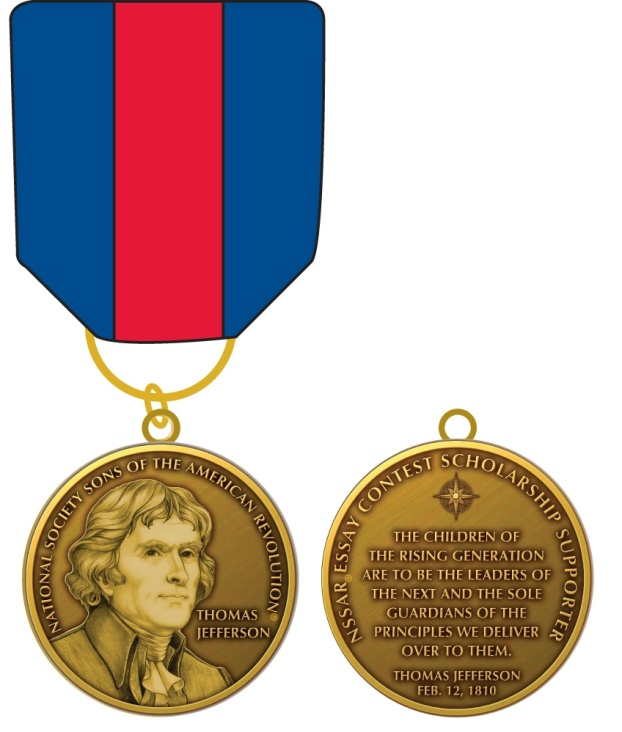 NATIONAL SOCIETY SONS OF THE AMERICAN REVOLUTION®
THOMAS
JEFFERSON
NSSAR® ESSAY CONTEST SCHOLARSHIP SUPPORTER
THE CHILDREN OF
THE RISING GENERATION
ARE TO BE THE LEADERS OF
THE NEXT AND THE SOLE
GUARDIANS OF THE
PRINCIPLES WE DELIVER
OVER TO THEM.
THOMAS JEFFERSON
FEB. 12, 1810